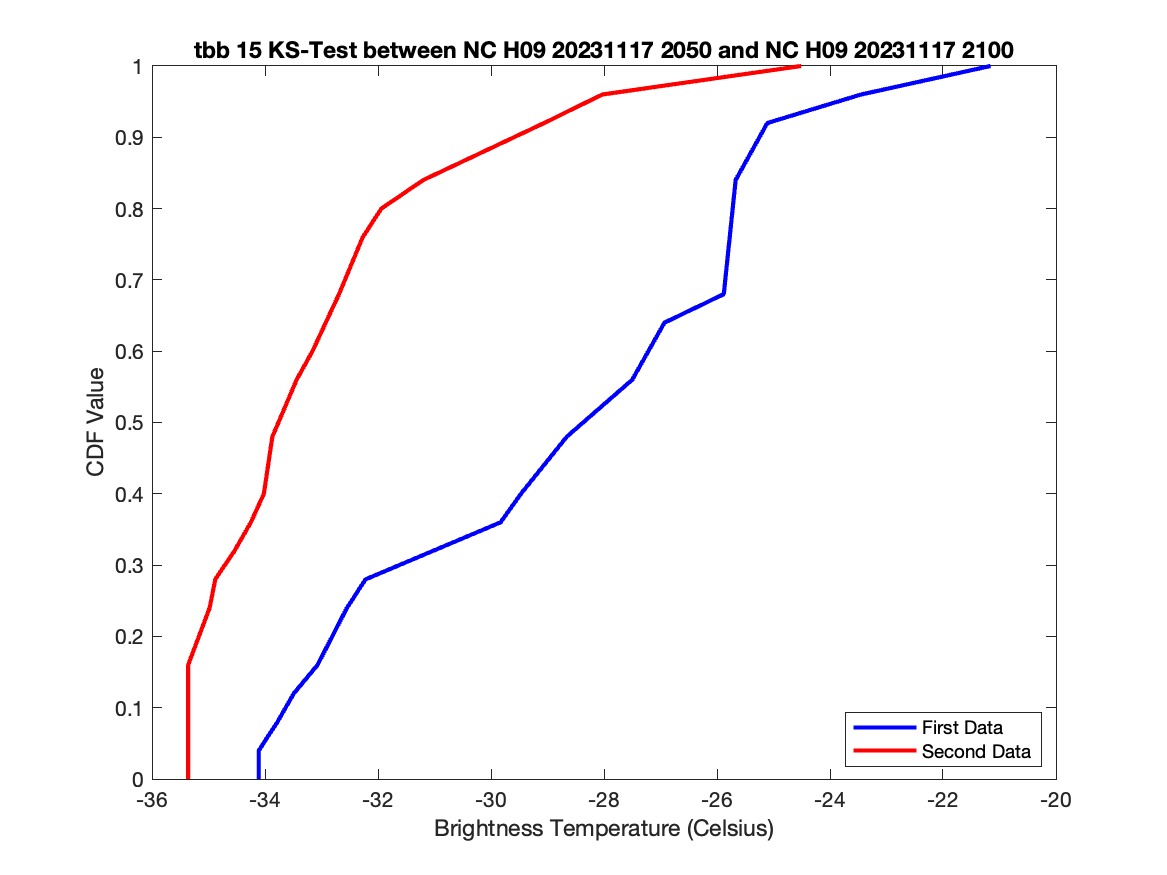 tbb 15 KS-Test between NC H09 20231117 2050 and NC H09 20231117 2100
1
0.9
0.8
0.7
0.6
0.5
0.4
0.3
0.2
0.1
0
CDF Value
First Data
Second Data
-36 -34 -32 -30 -28 -26 -24 -22 -20
Brightness Temperature (Celsius)